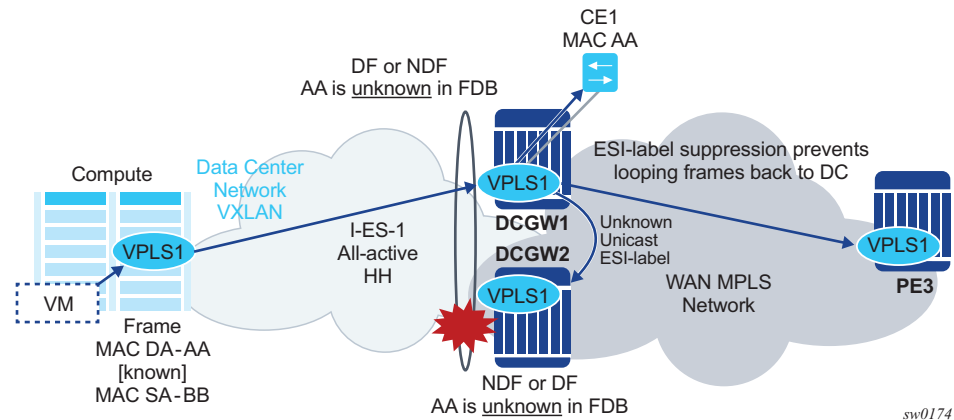 CE1
MAC AA
DF or NDF
AA is unknown in FDB
Compute
Data Center
Network
VXLAN
ESI-label suppression prevents
looping frames back to DC
VPLS1
VPLS1
VPLS1
I-ES-1
All-active
HH
DCGW1
DCGW2
Unknown
Unicast
ESI-label
VPLS1
PE3
WAN MPLS
Network
VM
Frame
MAC DA-AA
[known]
MAC SA-BB
NDF or DF
AA is unknown in FDB
sw0174